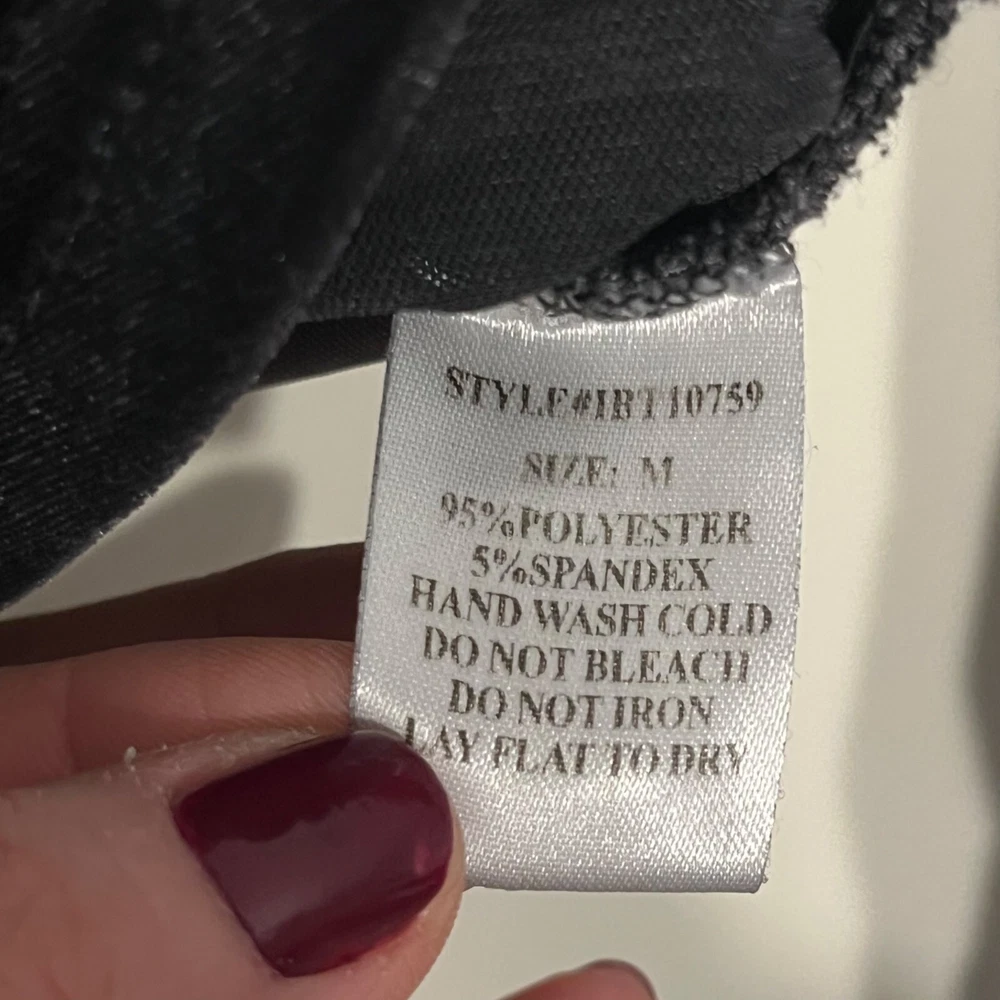 STYLE#IBT10759
SIZE: M
95%POLYESTER
5%SPANDEX
HAND WASH COLD
DO NOT BLEACH
DO NOT IRON
LAY FLAT TO DRY